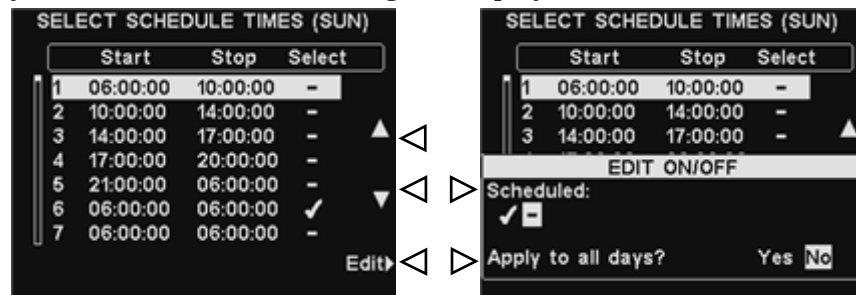 SELECT SCHEDULE TIMES (SUN)
Start Stop Select
1 06:00:00 10:00:00 -
2 10:00:00 14:00:00 -
3 14:00:00 17:00:00 -
4 17:00:00 20:00:00 -
5 21:00:00 06:00:00 -
6 06:00:00 06:00:00 ✓
7 06:00:00 06:00:00 -
Edit
SELECT SCHEDULE TIMES (SUN)
Start Stop Select
1 06:00:00 10:00:00 -
2 10:00:00 14:00:00 -
3 14:00:00 17:00:00 -
EDIT ON/OFF
Scheduled:
✓ -
Apply to all days? Yes No